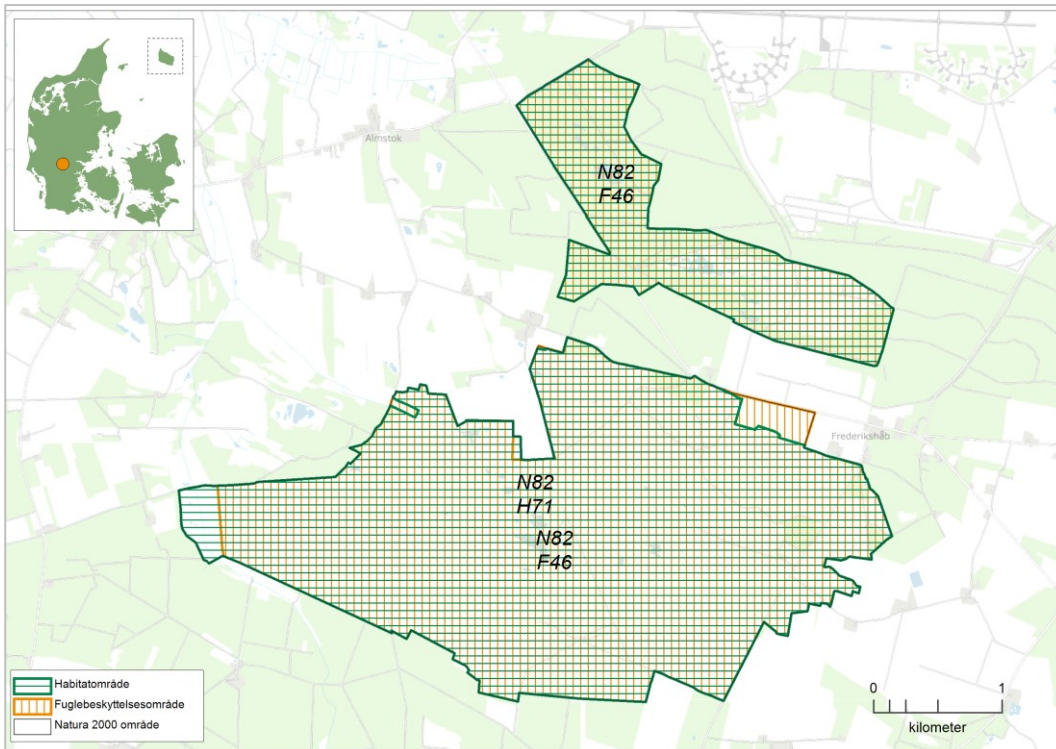 Almstok
N82
F46
Frederikshåb
N82
H71
N82
F46
Habitatområde
Fuglebeskyttelsesområde
Natura 2000 område
0 1
kilometer